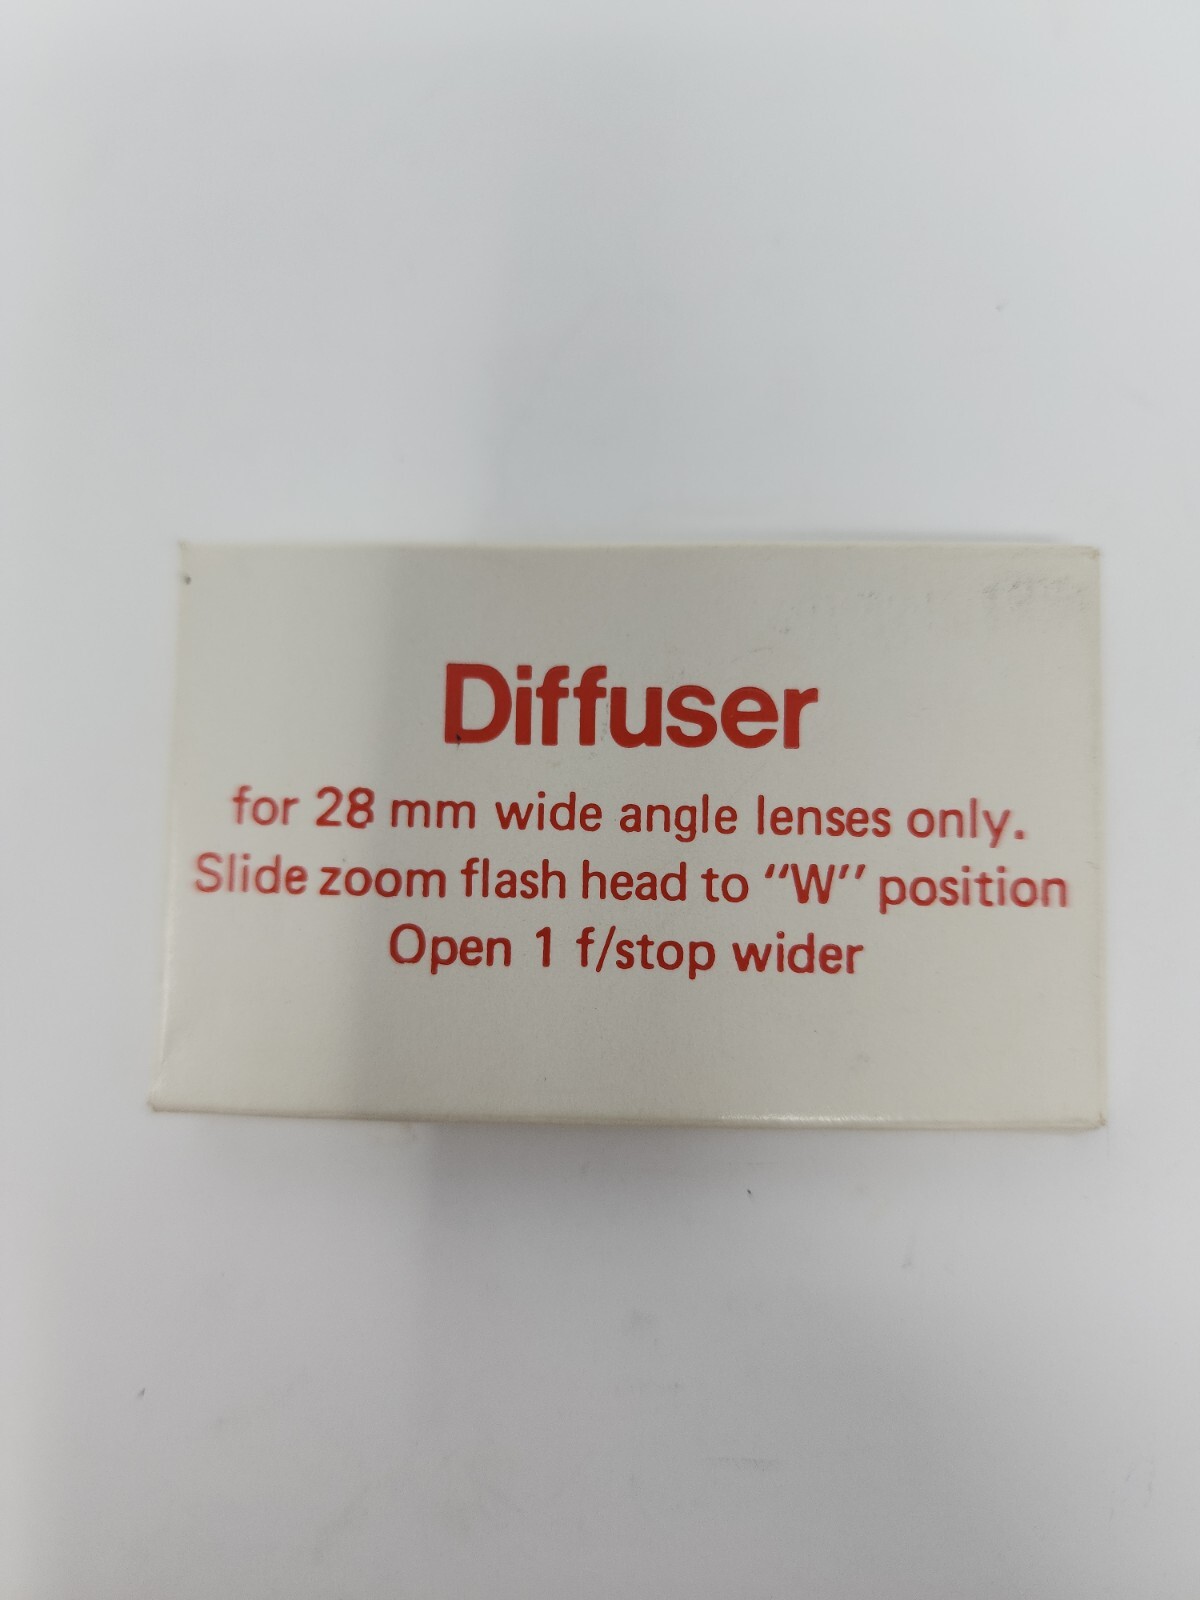 Diffuser
for 28 mm wide angle lenses only.
Slide zoom flash head to "W" position
Open 1 f/stop wider